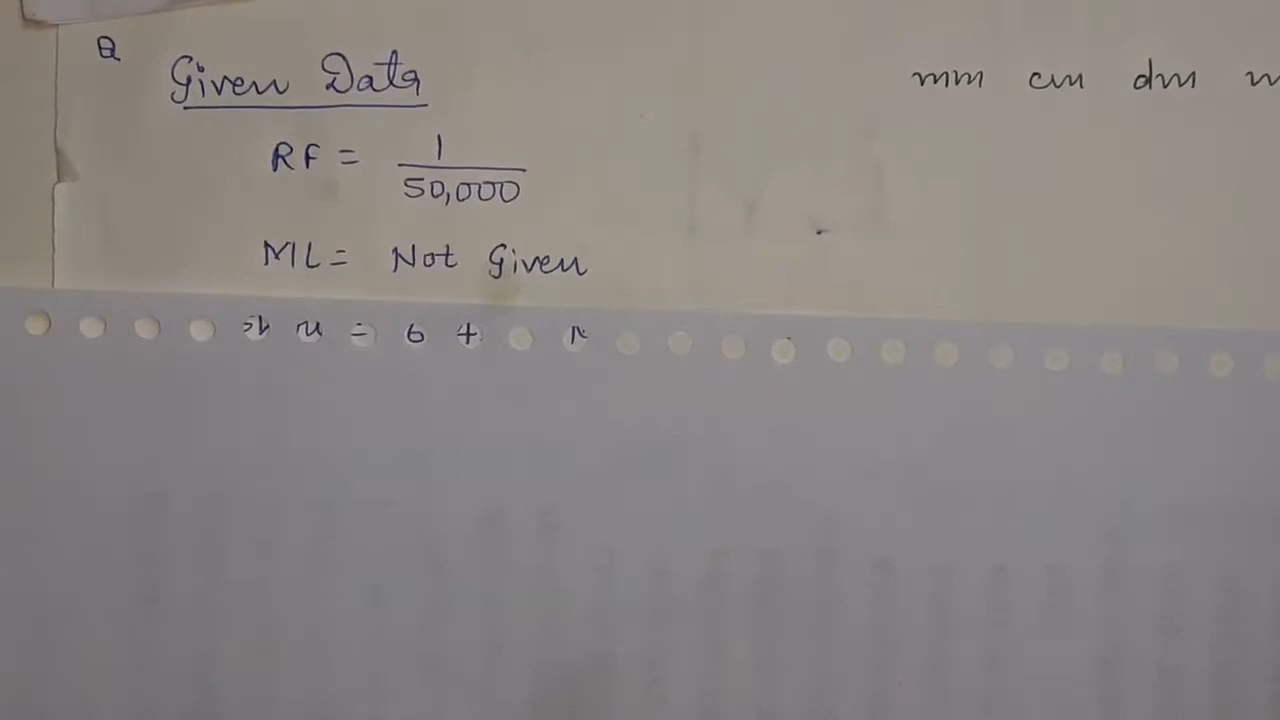 Q
Given Data
mm cm dm
RF = 1/50,000
ML = Not Given